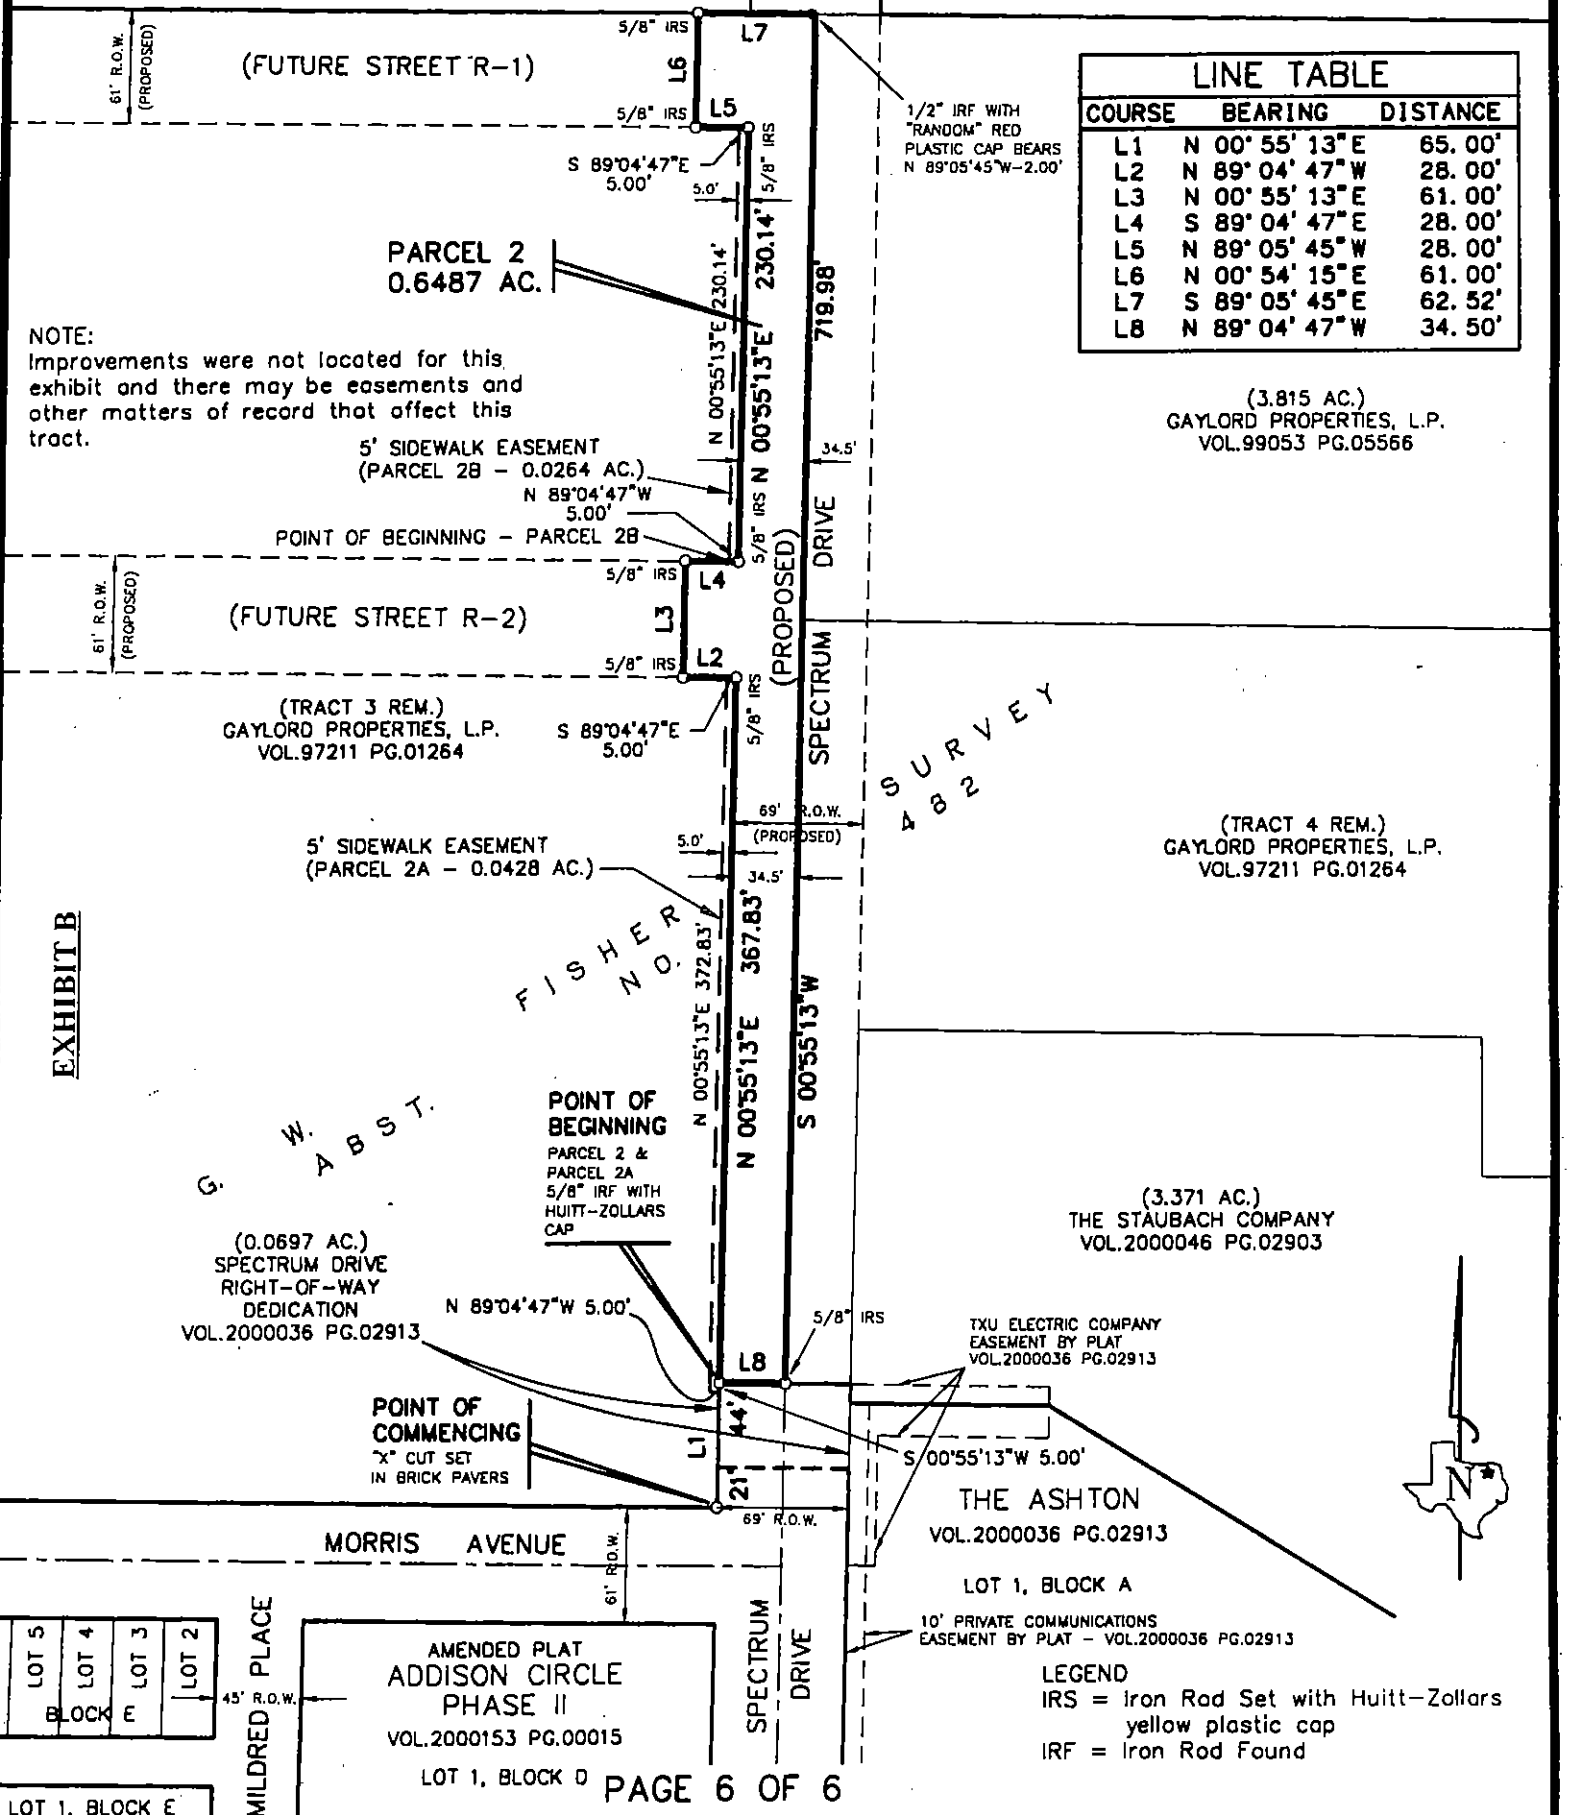 5/8" IRS
L7
61' R.O.W.
(PROPOSED)
(FUTURE STREET R-1)
L6
5/8" IRS
L5
1/2" IRF WITH
"RANDOM" RED
PLASTIC CAP BEARS
N 89°05'45"W-2.00'
LINE TABLE
COURSE BEARING DISTANCE
L1 N 00° 55' 13" E 65.00'
L2 N 89° 04' 47" W 28.00'
L3 N 00° 55' 13" E 61.00'
L4 S 89° 04' 47" E 28.00'
L5 N 89° 05' 45" W 28.00'
L6 N 00° 54' 15" E 61.00'
L7 S 89° 05' 45" E 62.52'
L8 N 89° 04' 47" W 34.50'
S 89°04'47"E
5.00'
5.0'
5/8" IRS
PARCEL 2
0.6487 AC.
N 00°55'13"E 230.14'
N 00°55'13"E 230.14'
719.98'
NOTE:
Improvements were not located for this
exhibit and there may be easements and
other matters of record that affect this
tract.
(3.815 AC.)
GAYLORD PROPERTIES, L.P.
VOL.99053 PG.05566
5' SIDEWALK EASEMENT
(PARCEL 2B - 0.0264 AC.)
34.5'
N 89°04'47"W
5.00'
POINT OF BEGINNING - PARCEL 2B
5/8" IRS
5/8" IRS
L4
61' R.O.W.
(PROPOSED)
(FUTURE STREET R-2)
L3
5/8" IRS
L2
5/8" IRS
SPECTRUM DRIVE
(PROPOSED)
(TRACT 3 REM.)
GAYLORD PROPERTIES, L.P.
VOL.97211 PG.01264
S 89°04'47"E
5.00'
SURVEY
482
69' R.O.W.
(PROPOSED)
5.0'
34.5'
5' SIDEWALK EASEMENT
(PARCEL 2A - 0.0428 AC.)
(TRACT 4 REM.)
GAYLORD PROPERTIES, L.P.
VOL.97211 PG.01264
EXHIBIT B
FISHER
NO.
N 00°55'13"E 372.83'
N 00°55'13"E 367.83'
S 00°55'13"W
G. W.
ABST.
POINT OF
BEGINNING
PARCEL 2 &
PARCEL 2A
5/8" IRF WITH
HUITT-ZOLLARS
CAP
(3.371 AC.)
THE STAUBACH COMPANY
VOL.2000046 PG.02903
(0.0697 AC.)
SPECTRUM DRIVE
RIGHT-OF-WAY
DEDICATION
VOL.2000036 PG.02913
N 89°04'47"W 5.00'
5/8" IRS
TXU ELECTRIC COMPANY
EASEMENT BY PLAT
VOL.2000036 PG.02913
L8
44'
L1
21'
POINT OF
COMMENCING
"X" CUT SET
IN BRICK PAVERS
S 00°55'13"W 5.00'
N
69' R.O.W.
THE ASHTON
VOL.2000036 PG.02913
LOT 1, BLOCK A
MORRIS AVENUE
61' R.O.W.
10' PRIVATE COMMUNICATIONS
EASEMENT BY PLAT - VOL.2000036 PG.02913
LOT 5
LOT 4
LOT 3
LOT 2
BLOCK E
45' R.O.W.
MILDRED PLACE
AMENDED PLAT
ADDISON CIRCLE
PHASE II
VOL.2000153 PG.00015
LOT 1, BLOCK D
SPECTRUM
DRIVE
LEGEND
IRS = Iron Rod Set with Huitt-Zollars
yellow plastic cap
IRF = Iron Rod Found
PAGE 6 OF 6
LOT 1, BLOCK E